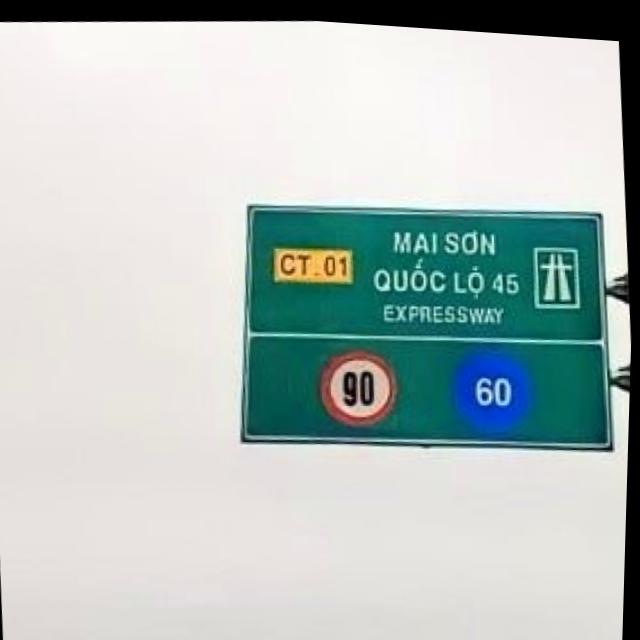 CT.01
MAI SƠN
QUỐC LỘ 45
EXPRESSWAY
90
60